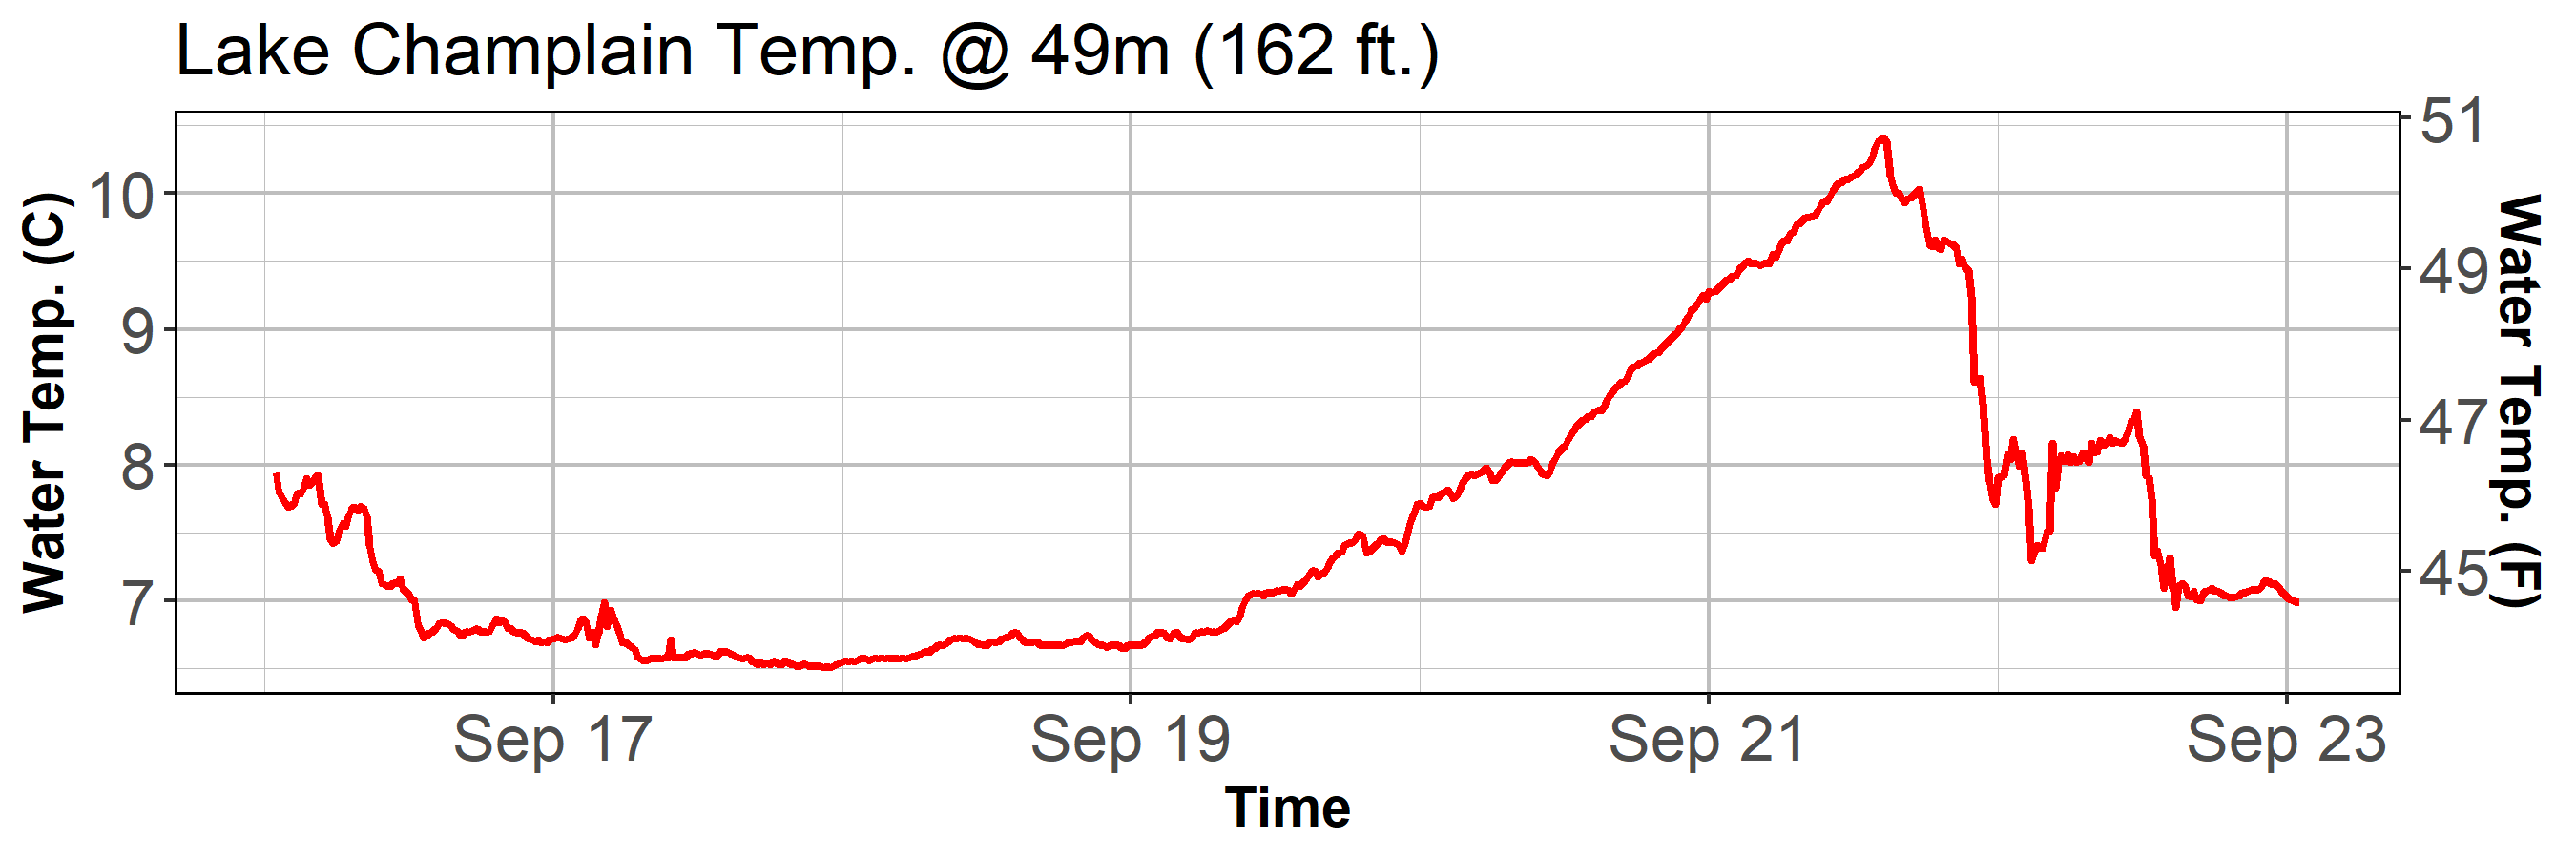 Lake Champlain Temp. @ 49m (162 ft.)
Water Temp. (C)
10
9
8
7
51
49
47
45
Water Temp. (F)
Sep 17 Sep 19 Sep 21 Sep 23
Time